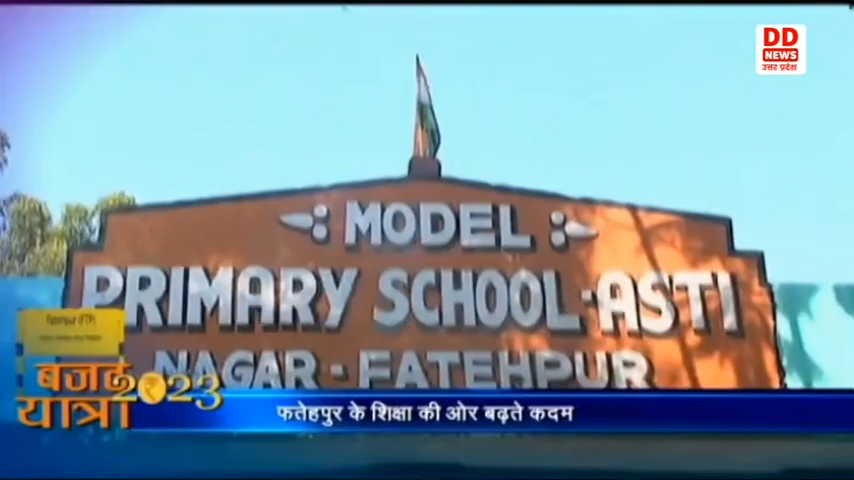 DD
NEWS
उत्तर प्रदेश
MODEL
PRIMARY SCHOOL-ASTI
NAGAR-FATEHPUR
बजट
यात्रा 2023
फतेहपुर के शिक्षा की ओर बढ़ते कदम